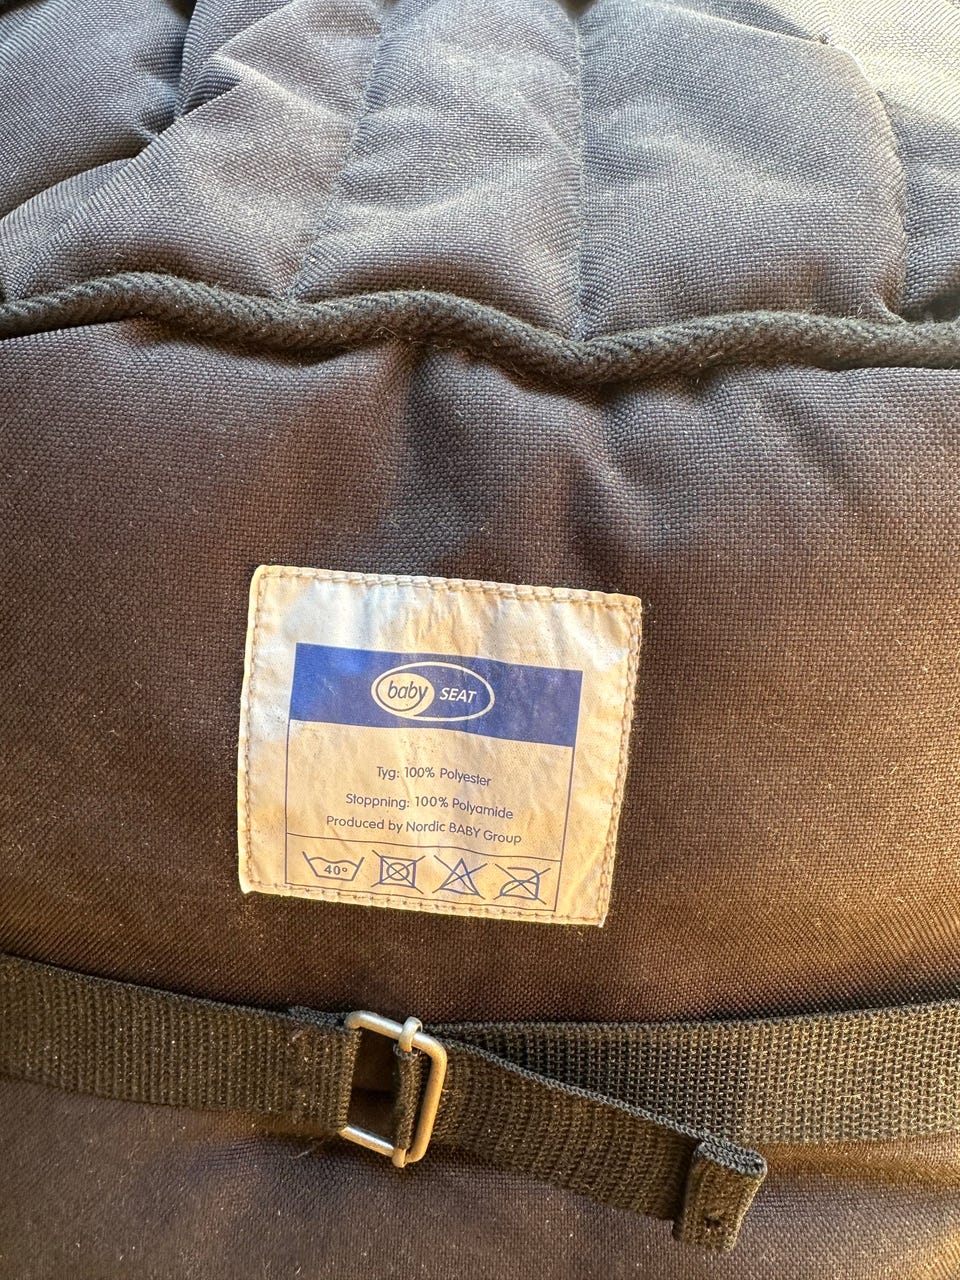 baby SEAT
Tyg: 100% Polyester
Stoppning: 100% Polyamide
Produced by Nordic BABY Group
40°